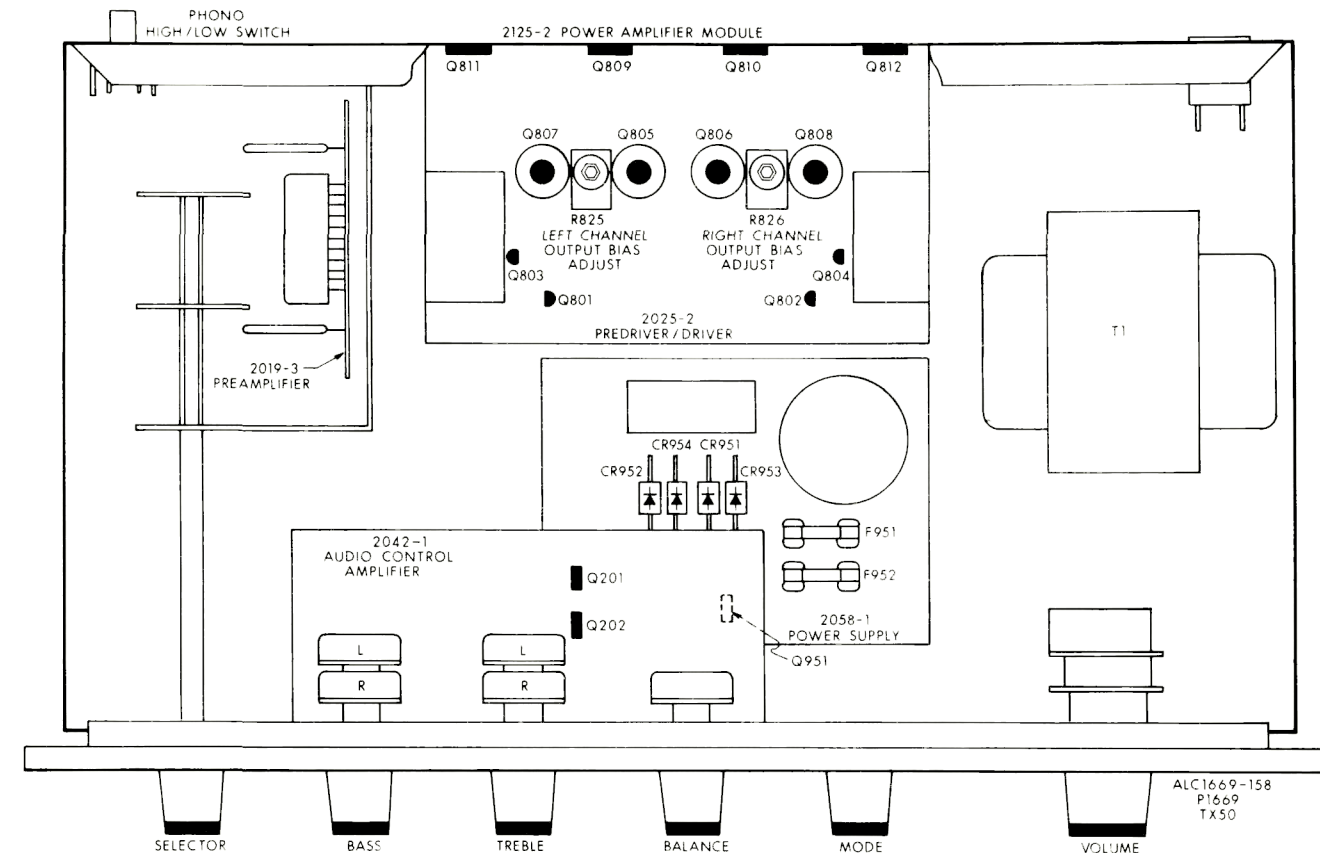 PHONO
HIGH/LOW SWITCH
2125-2 POWER AMPLIFIER MODULE
Q811
Q809
Q810
Q812
Q807
Q805
Q806
Q808
R825
LEFT CHANNEL
OUTPUT BIAS
ADJUST
R826
RIGHT CHANNEL
OUTPUT BIAS
ADJUST
Q803
Q804
Q801
Q802
2025-2
PREDRIVER/DRIVER
T1
2019-3
PREAMPLIFIER
CR954 CR951
CR952
CR953
F951
F952
2042-1
AUDIO CONTROL
AMPLIFIER
Q201
Q202
2058-1
POWER SUPPLY
Q951
L
R
L
R
ALC1669-158
P1669
TX50
SELECTOR
BASS
TREBLE
BALANCE
MODE
VOLUME